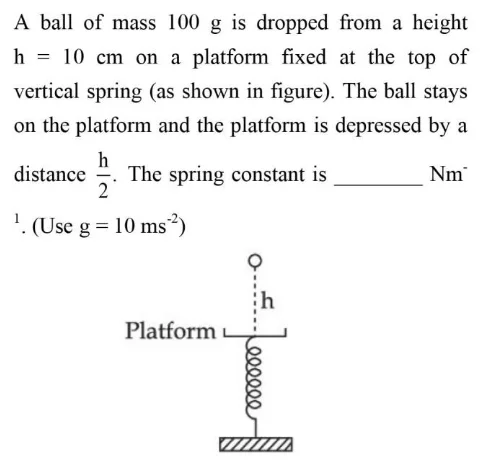 A ball of mass 100 g is dropped from a height
h = 10 cm on a platform fixed at the top of
vertical spring (as shown in figure). The ball stays
on the platform and the platform is depressed by a
distance h/2. The spring constant is ________ Nm⁻
¹. (Use g = 10 ms⁻²)
h
Platform